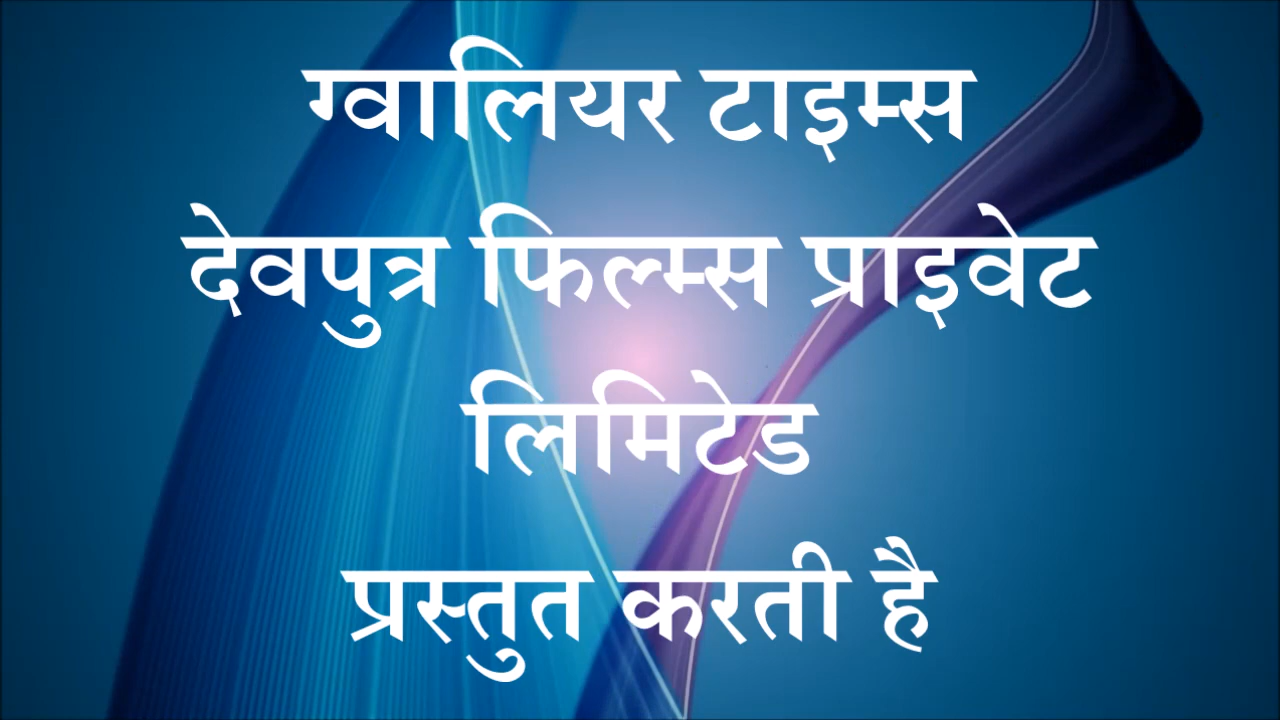 ग्वालियर टाइम्स
देवपुत्र फिल्म्स प्राइवेट
लिमिटेड
प्रस्तुत करती है